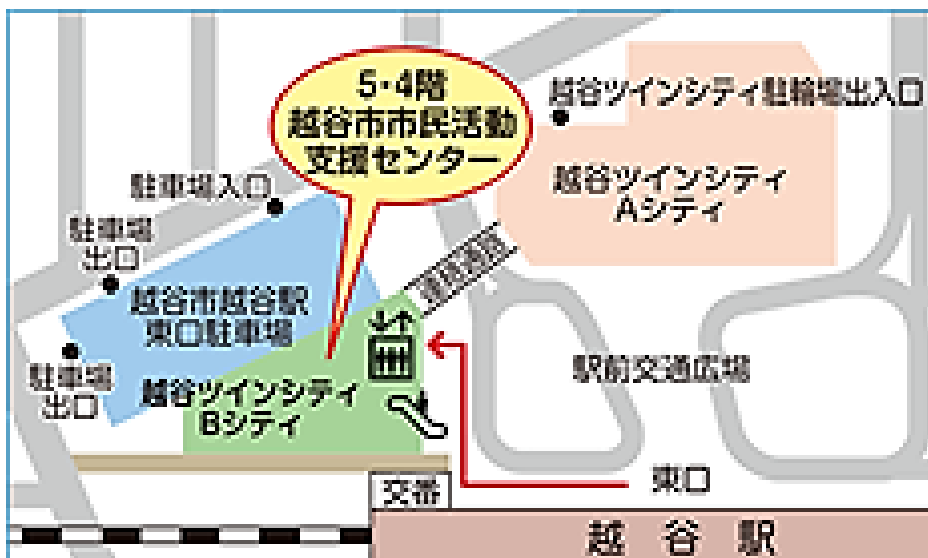 5・4階
越谷市市民活動
支援センター
越谷ツインシティ駐輪場出入口
越谷ツインシティ
Aシティ
駐車場入口
駐車場
出口
連絡通路
越谷市越谷駅
東口駐車場
駅前交通広場
駐車場
出口
越谷ツインシティ
Bシティ
東口
交番
越谷駅